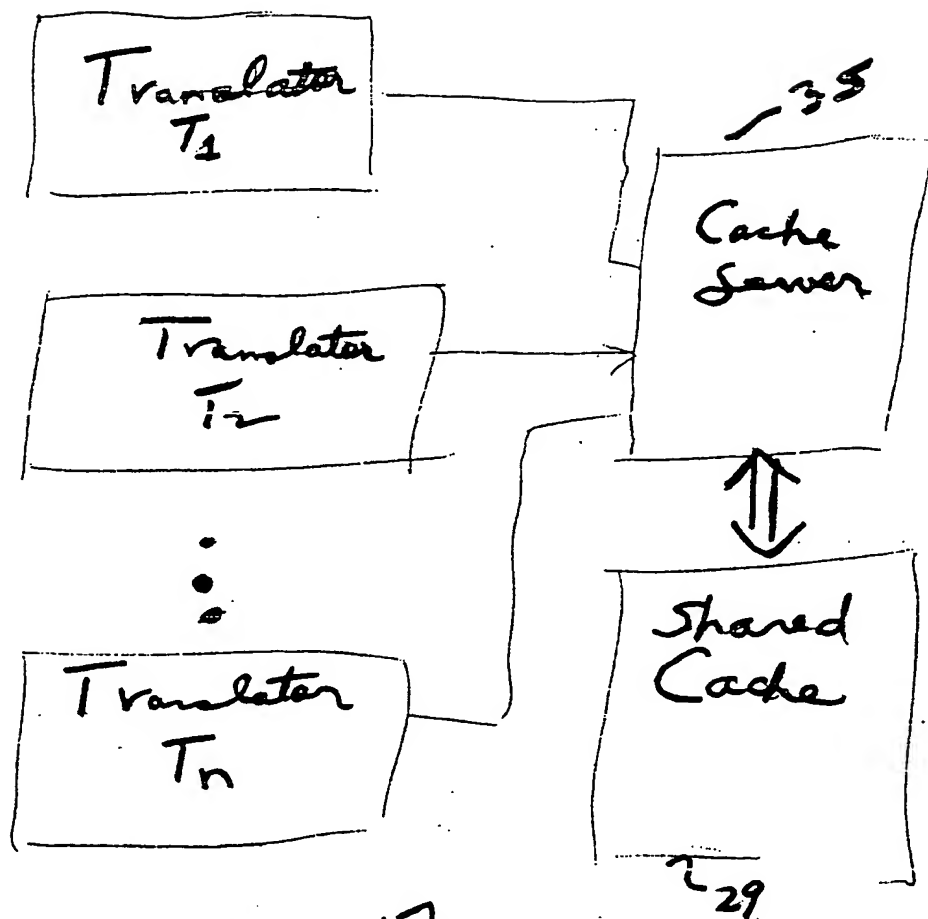 Translator
T1
35
Cache
Server
Translator
T2
Shared
Cache
Translator
Tn
29